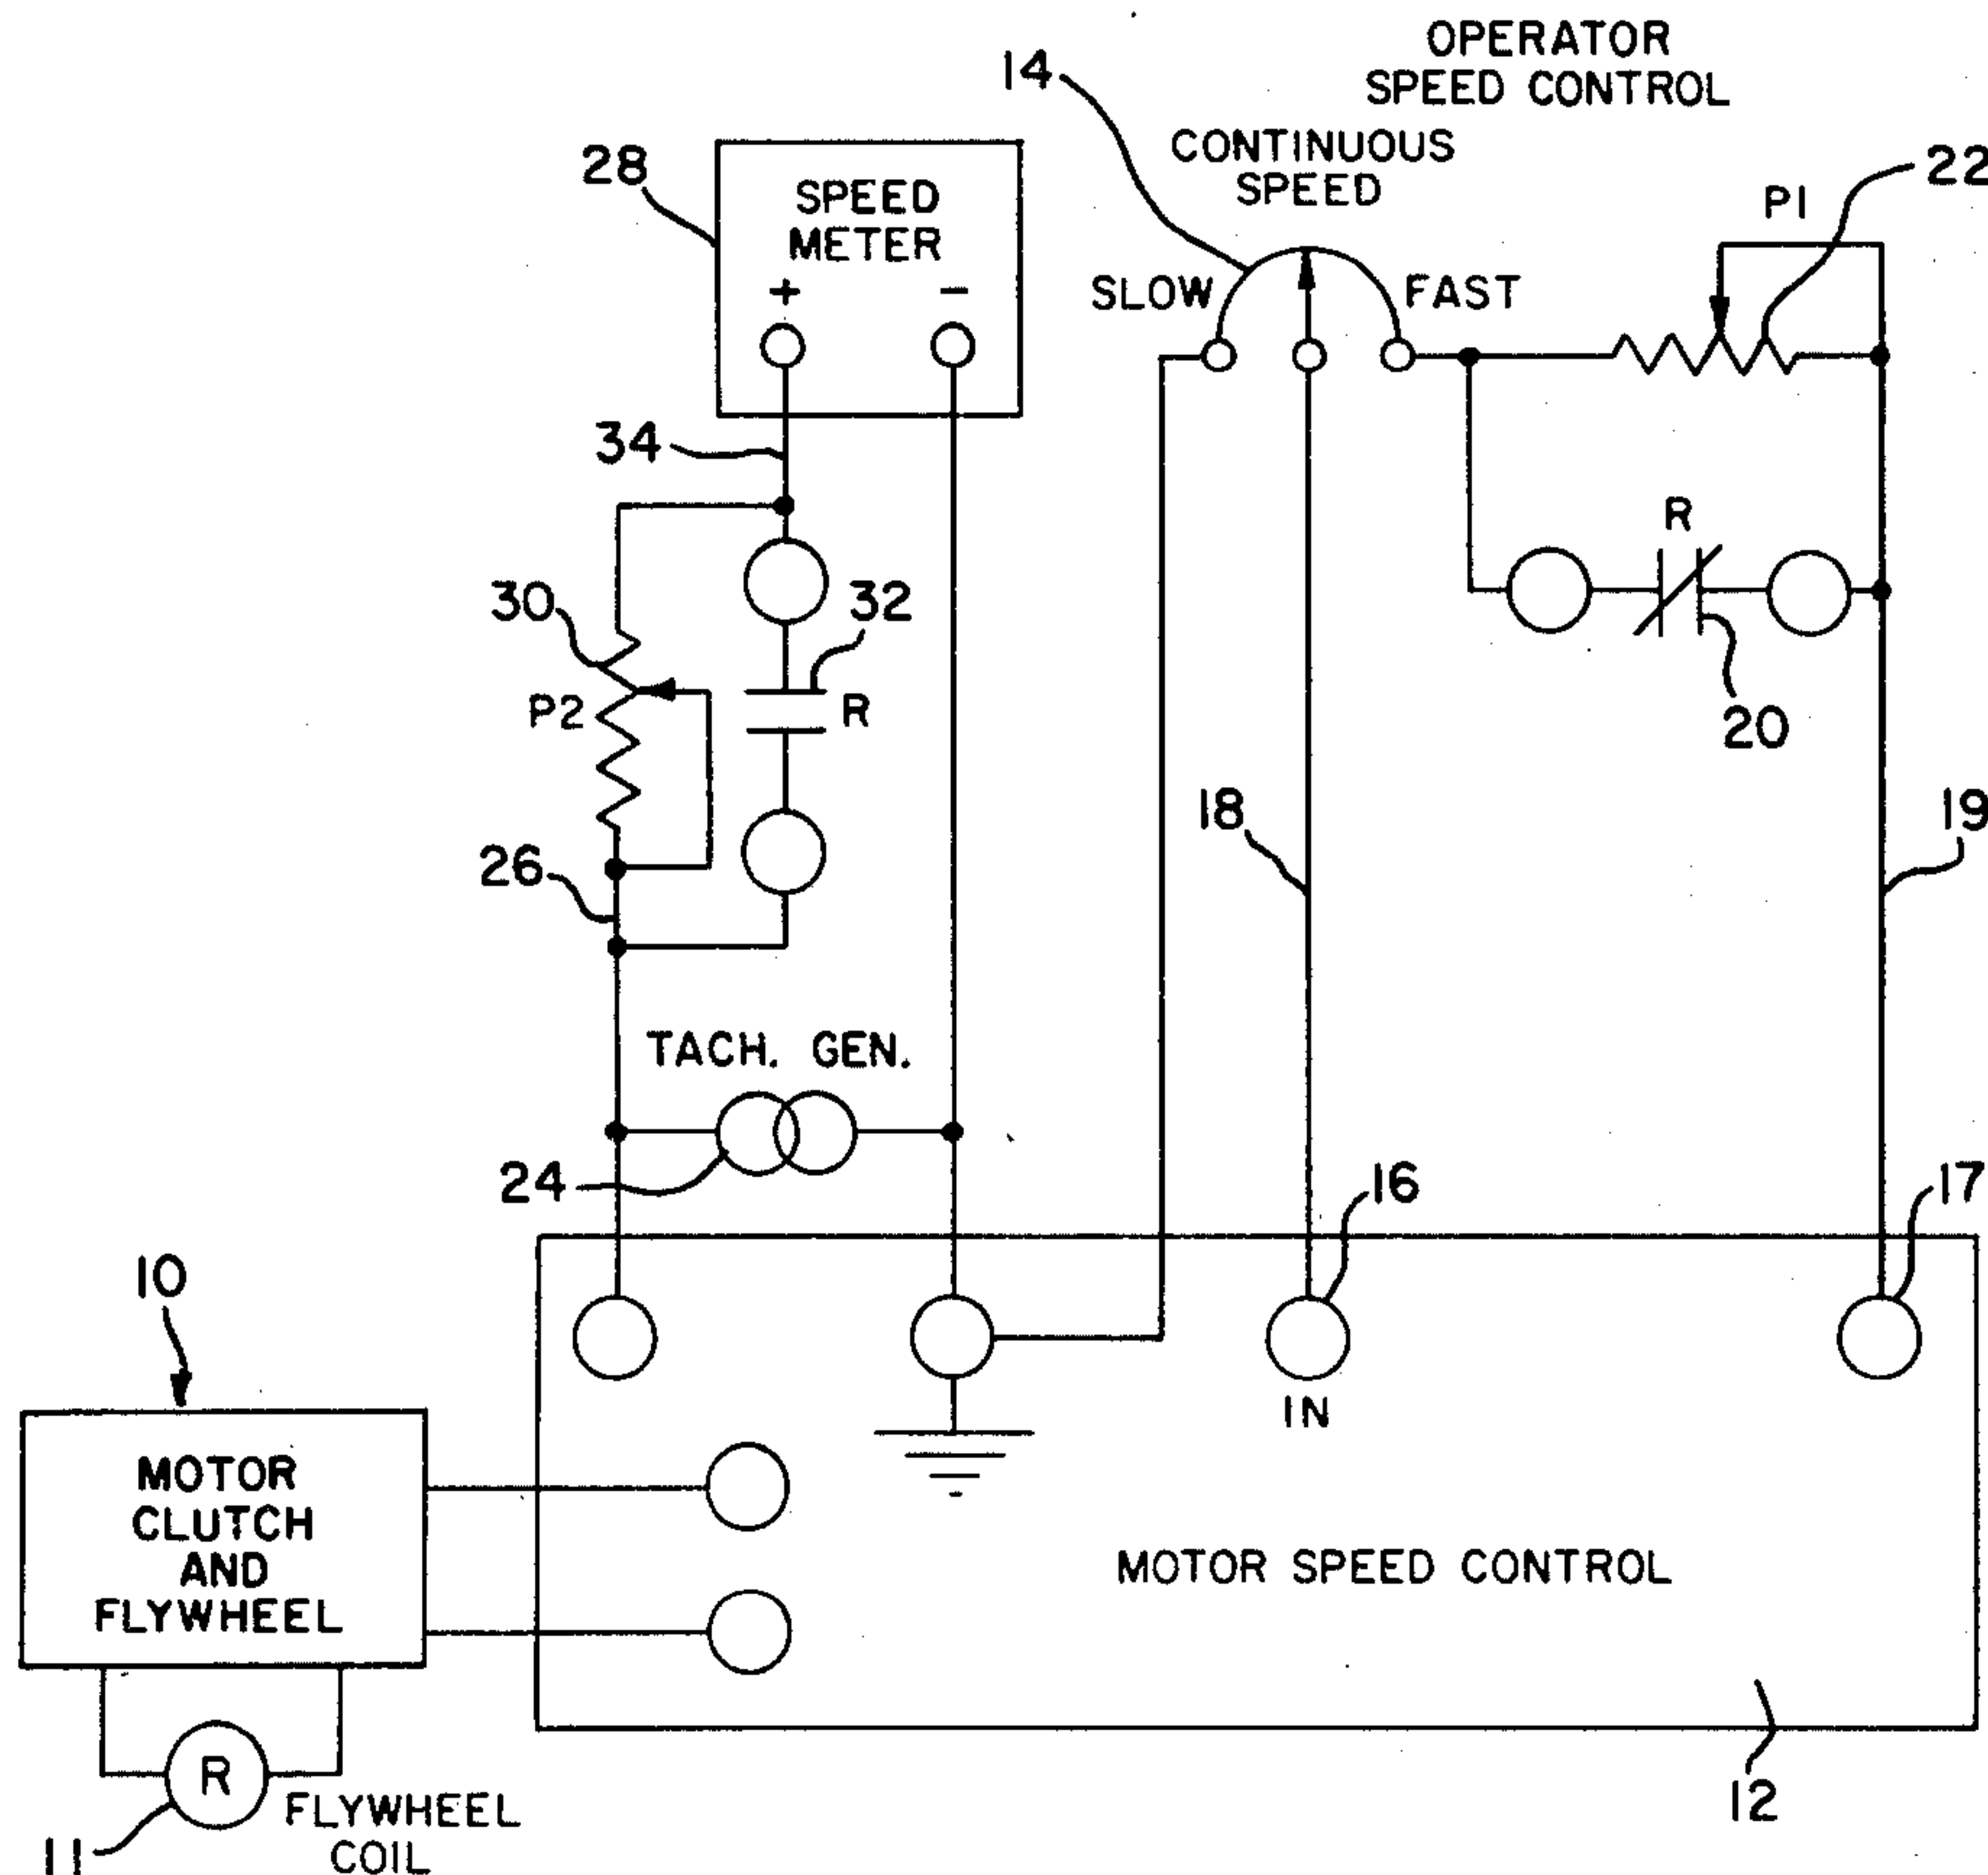 OPERATOR
SPEED CONTROL
14
CONTINUOUS
SPEED
28
SPEED
METER
+ −
22
P1
SLOW
FAST
34
R
30
32
P2
R
20
18
19
26
TACH. GEN.
24
16
17
10
IN
MOTOR
CLUTCH
AND
FLYWHEEL
MOTOR SPEED CONTROL
R
FLYWHEEL
COIL
11
12